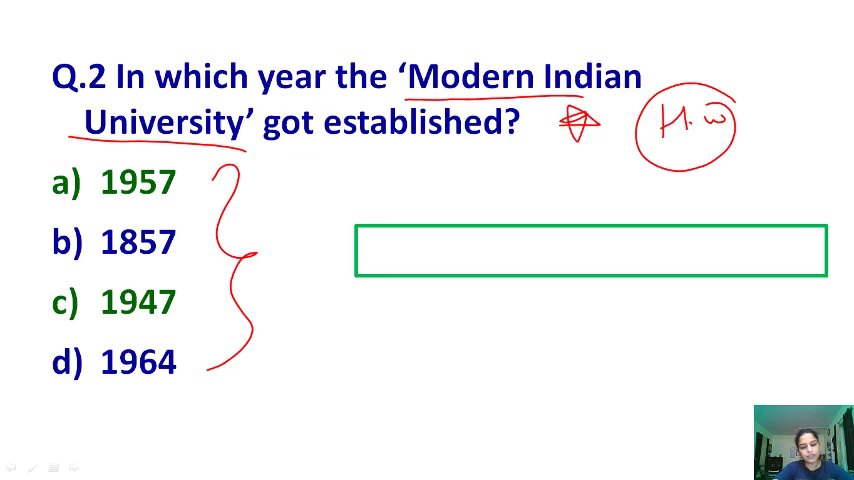 Q.2 In which year the ‘Modern Indian
University’ got established?
H.W
a) 1957
b) 1857
c) 1947
d) 1964